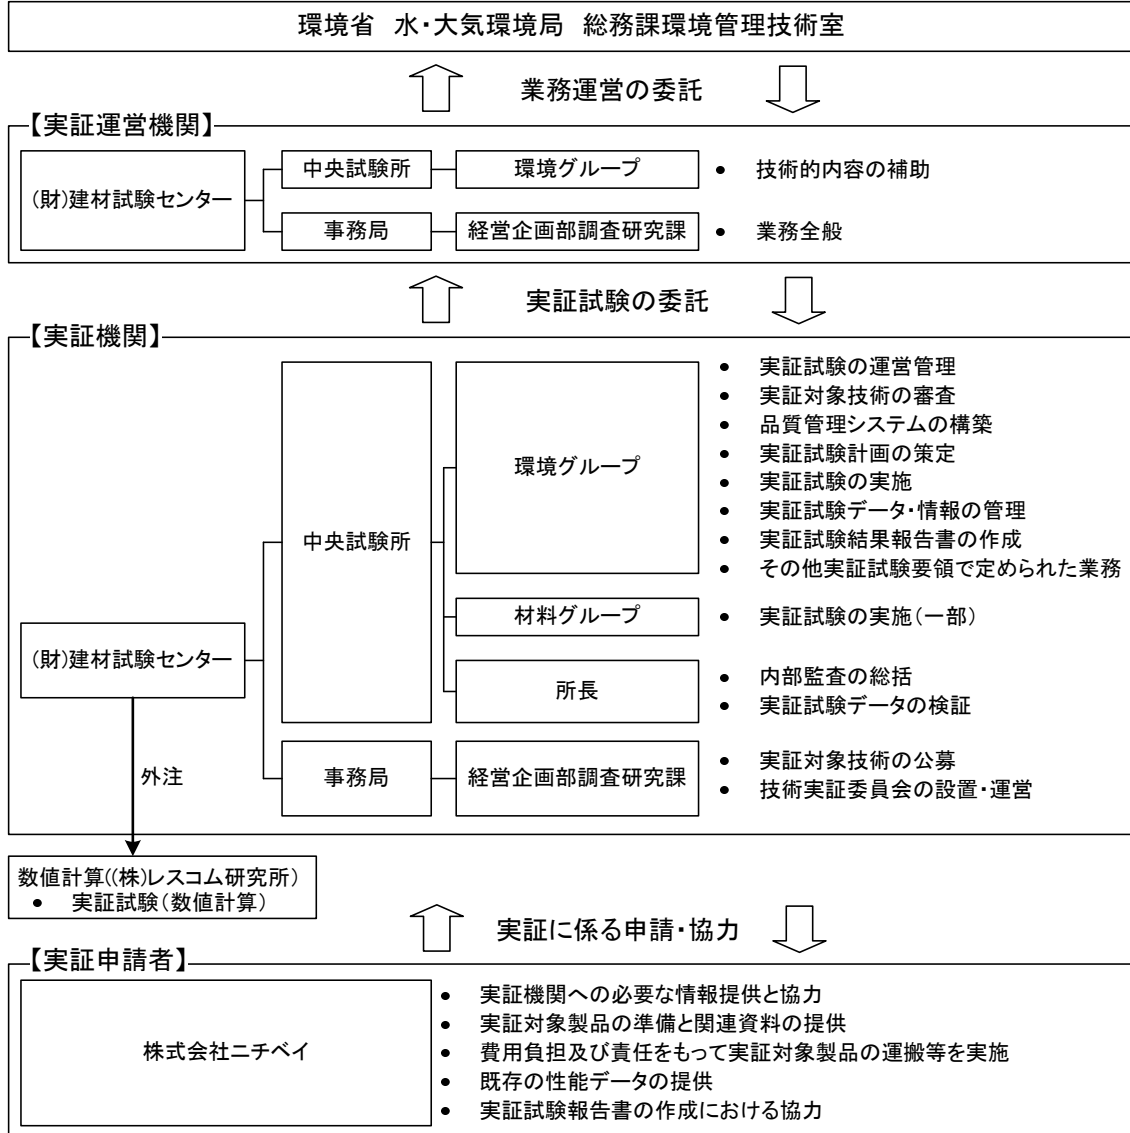 環境省　水・大気環境局　総務課環境管理技術室
業務運営の委託
【実証運営機関】
(財)建材試験センター
中央試験所
環境グループ
• 技術的内容の補助
事務局
経営企画部調査研究課
• 業務全般
実証試験の委託
【実証機関】
(財)建材試験センター
中央試験所
環境グループ
• 実証試験の運営管理
• 実証対象技術の審査
• 品質管理システムの構築
• 実証試験計画の策定
• 実証試験の実施
• 実証試験データ・情報の管理
• 実証試験結果報告書の作成
• その他実証試験要領で定められた業務
材料グループ
• 実証試験の実施(一部)
所長
• 内部監査の総括
• 実証試験データの検証
事務局
経営企画部調査研究課
• 実証対象技術の公募
• 技術実証委員会の設置・運営
外注
数値計算((株)レスコム研究所)
• 実証試験(数値計算)
実証に係る申請・協力
【実証申請者】
株式会社ニチベイ
• 実証機関への必要な情報提供と協力
• 実証対象製品の準備と関連資料の提供
• 費用負担及び責任をもって実証対象製品の運搬等を実施
• 既存の性能データの提供
• 実証試験報告書の作成における協力